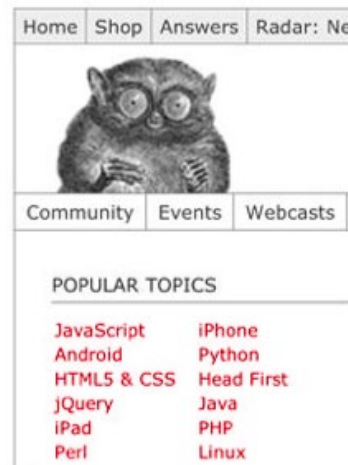 Home Shop Answers Radar: Ne
Community Events Webcasts
POPULAR TOPICS
JavaScript iPhone
Android Python
HTML5 & CSS Head First
jQuery Java
iPad PHP
Perl Linux